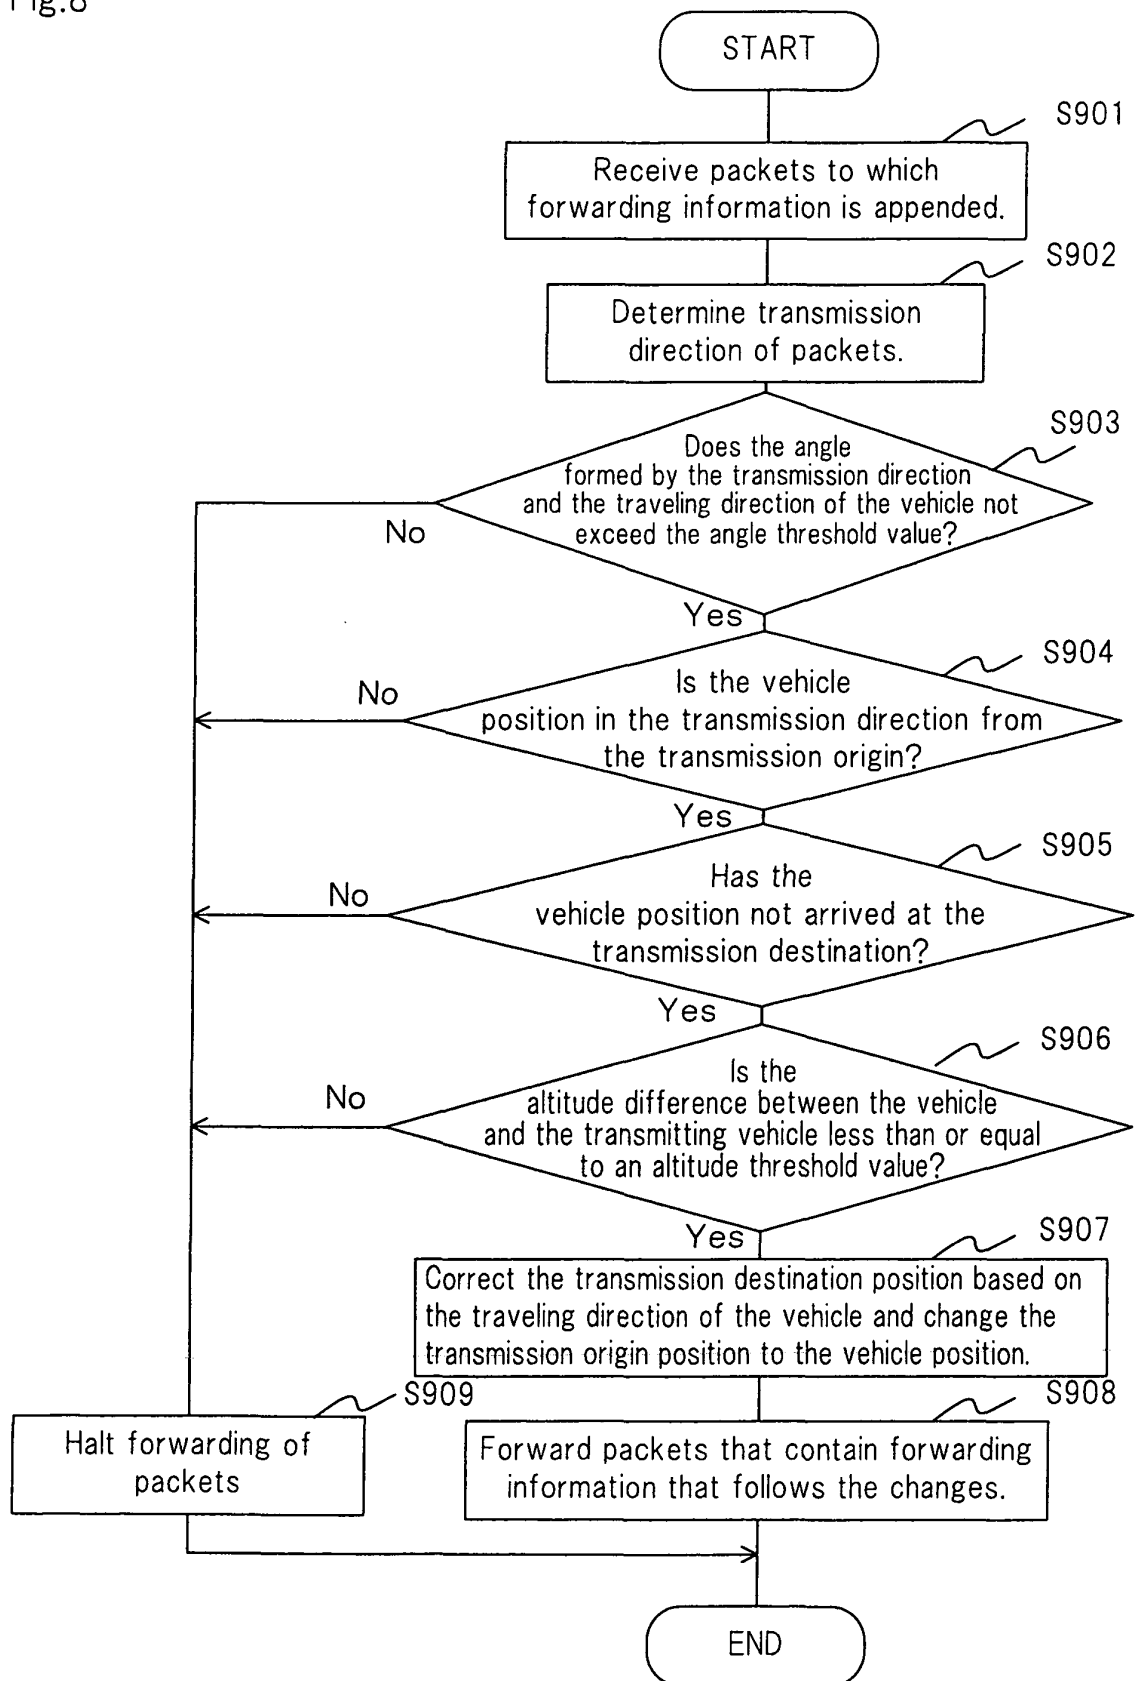 Fig.8
START
S901
Receive packets to which
forwarding information is appended.
S902
Determine transmission
direction of packets.
S903
Does the angle
formed by the transmission direction
and the traveling direction of the vehicle not
exceed the angle threshold value?
No
Yes
S904
Is the vehicle
position in the transmission direction from
the transmission origin?
No
Yes
S905
Has the
vehicle position not arrived at the
transmission destination?
No
Yes
S906
Is the
altitude difference between the vehicle
and the transmitting vehicle less than or equal
to an altitude threshold value?
No
Yes
S907
Correct the transmission destination position based on
the traveling direction of the vehicle and change the
transmission origin position to the vehicle position.
S909
Halt forwarding of
packets
S908
Forward packets that contain forwarding
information that follows the changes.
END